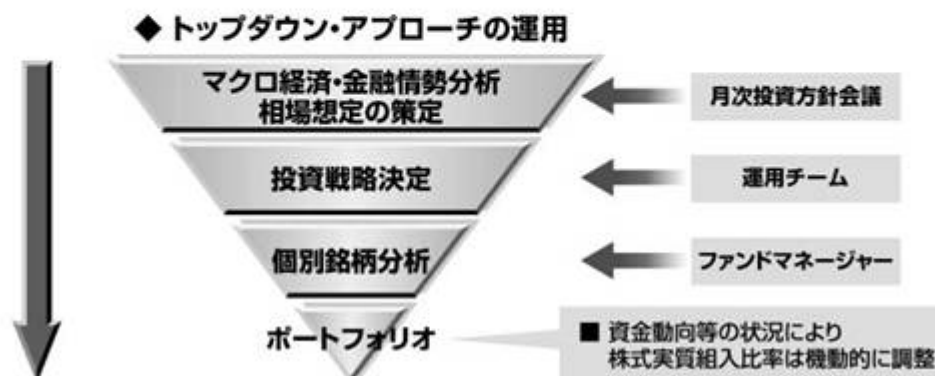 ◆ トップダウン・アプローチの運用
マクロ経済・金融情勢分析
相場想定の策定
月次投資方針会議
投資戦略決定
運用チーム
個別銘柄分析
ファンドマネージャー
ポートフォリオ
■ 資金動向等の状況により
株式実質組入比率は機動的に調整